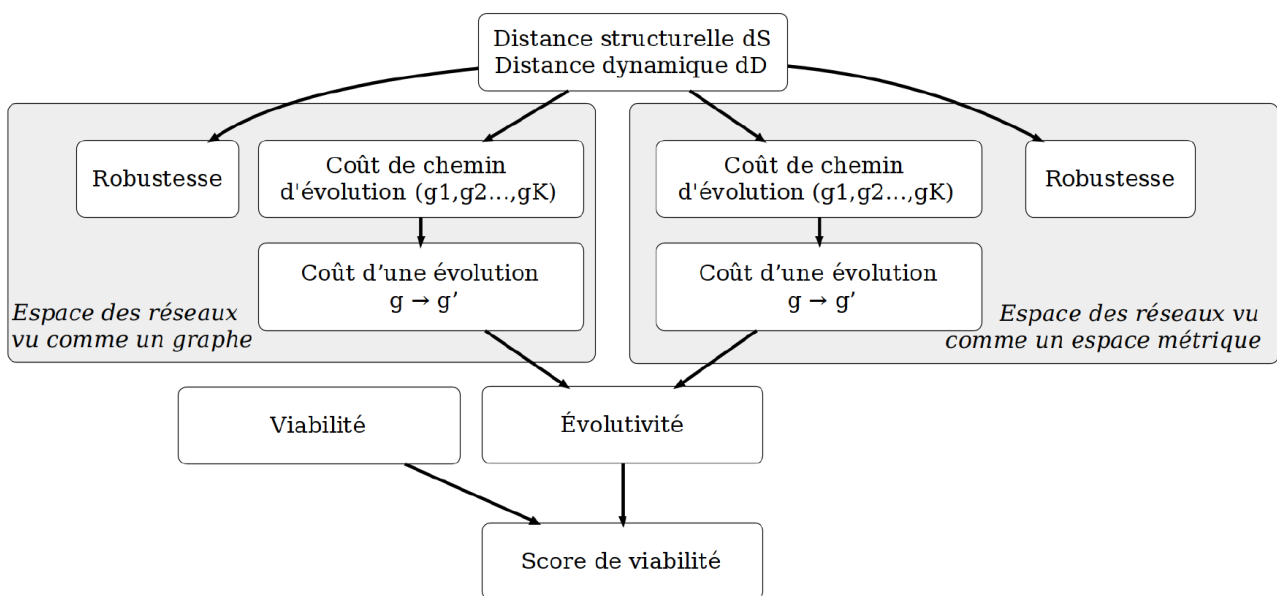 Distance structurelle dS
Distance dynamique dD
Robustesse
Coût de chemin
d'évolution (g1,g2...,gK)
Coût de chemin
d'évolution (g1,g2...,gK)
Robustesse
Coût d’une évolution
g → g’
Coût d’une évolution
g → g’
Espace des réseaux
vu comme un graphe
Espace des réseaux vu
comme un espace métrique
Viabilité
Évolutivité
Score de viabilité